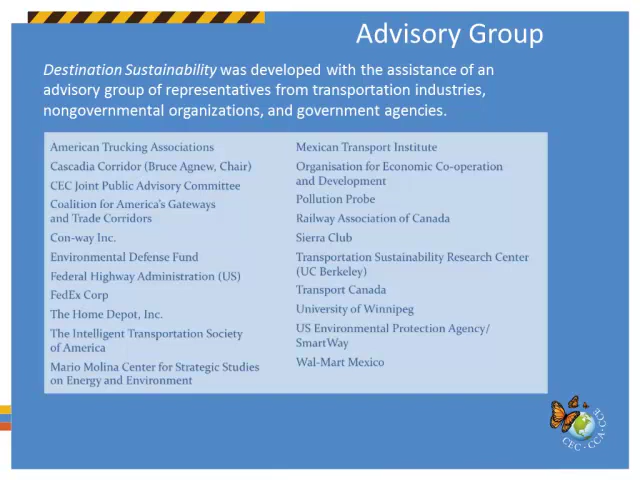 Advisory Group
Destination Sustainability was developed with the assistance of an
advisory group of representatives from transportation industries,
nongovernmental organizations, and government agencies.
American Trucking Associations
Cascadia Corridor (Bruce Agnew, Chair)
CEC Joint Public Advisory Committee
Coalition for America's Gateways
and Trade Corridors
Con-way Inc.
Environmental Defense Fund
Federal Highway Administration (US)
FedEx Corp
The Home Depot, Inc.
The Intelligent Transportation Society
of America
Mario Molina Center for Strategic Studies
on Energy and Environment
Mexican Transport Institute
Organisation for Economic Co-operation
and Development
Pollution Probe
Railway Association of Canada
Sierra Club
Transportation Sustainability Research Center
(UC Berkeley)
Transport Canada
University of Winnipeg
US Environmental Protection Agency/
SmartWay
Wal-Mart Mexico
CEC·CCA·CCE